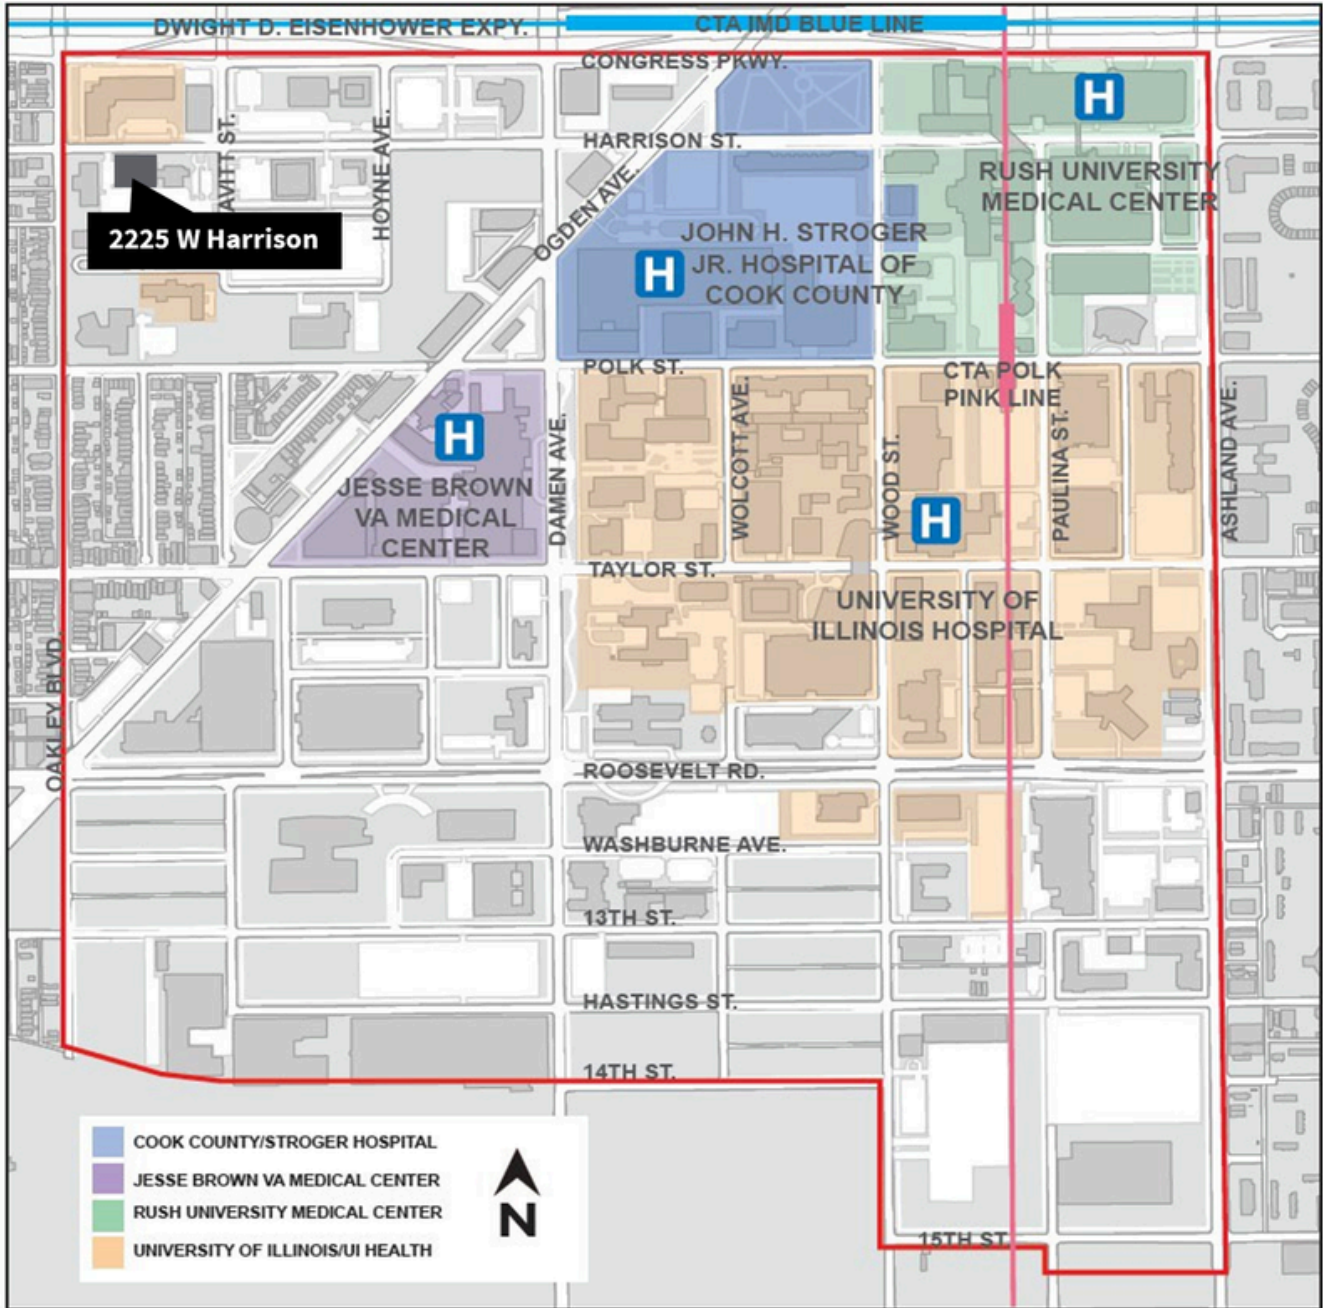 DWIGHT D. EISENHOWER EXPY.
CTA IMD BLUE LINE
CONGRESS PKWY.
H
HARRISON ST.
AVITT ST.
HOYNE AVE.
OGDEN AVE.
RUSH UNIVERSITY
MEDICAL CENTER
2225 W Harrison
H
JOHN H. STROGER
JR. HOSPITAL OF
COOK COUNTY
POLK ST.
CTA POLK
PINK LINE
H
JESSE BROWN
VA MEDICAL
CENTER
DAMEN AVE.
WOLCOTT AVE.
WOOD ST.
H
PAULINA ST.
ASHLAND AVE.
TAYLOR ST.
UNIVERSITY OF
ILLINOIS HOSPITAL
OAKLEY BLVD.
ROOSEVELT RD.
WASHBURNE AVE.
13TH ST.
HASTINGS ST.
14TH ST.
15TH ST.
COOK COUNTY/STROGER HOSPITAL
JESSE BROWN VA MEDICAL CENTER
RUSH UNIVERSITY MEDICAL CENTER
UNIVERSITY OF ILLINOIS/UI HEALTH
N